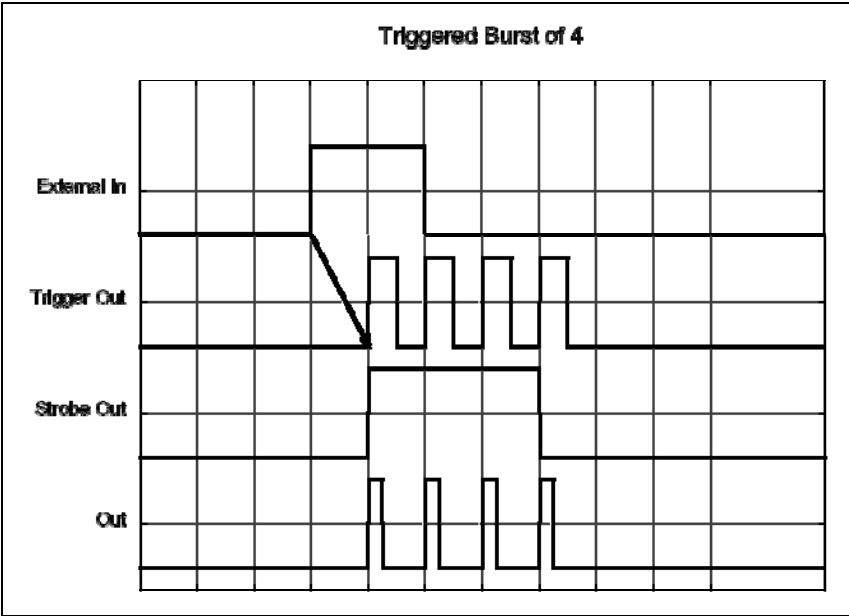 Triggered Burst of 4
External In
Trigger Out
Strobe Out
Out